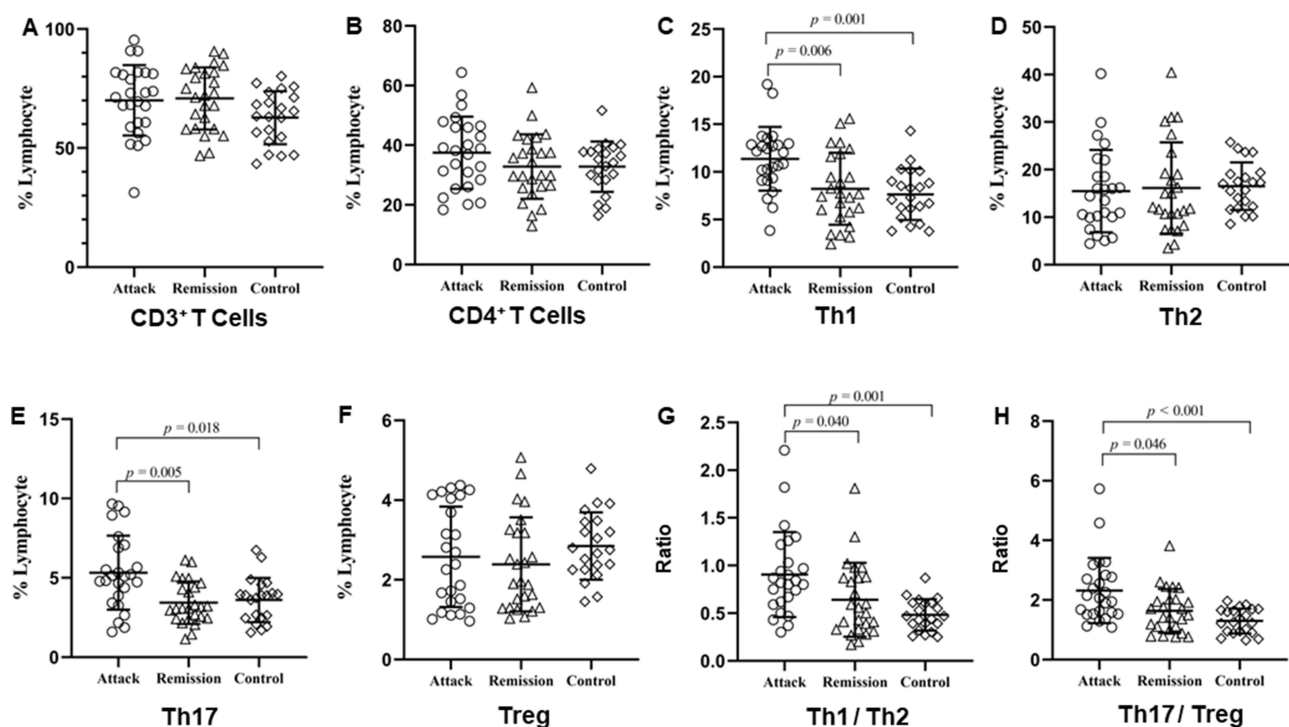 A
% Lymphocyte
100
50
0
Attack Remission Control
CD3⁺ T Cells
B
% Lymphocyte
80
60
40
20
0
Attack Remission Control
CD4⁺ T Cells
C
% Lymphocyte
25
20
15
10
5
0
p = 0.001
p = 0.006
Attack Remission Control
Th1
D
% Lymphocyte
50
40
30
20
10
0
Attack Remission Control
Th2
E
% Lymphocyte
15
10
5
0
p = 0.018
p = 0.005
Attack Remission Control
Th17
F
% Lymphocyte
6
4
2
0
Attack Remission Control
Treg
G
Ratio
2.5
2.0
1.5
1.0
0.5
0.0
p = 0.001
p = 0.040
Attack Remission Control
Th1 / Th2
H
Ratio
8
6
4
2
0
p < 0.001
p = 0.046
Attack Remission Control
Th17 / Treg